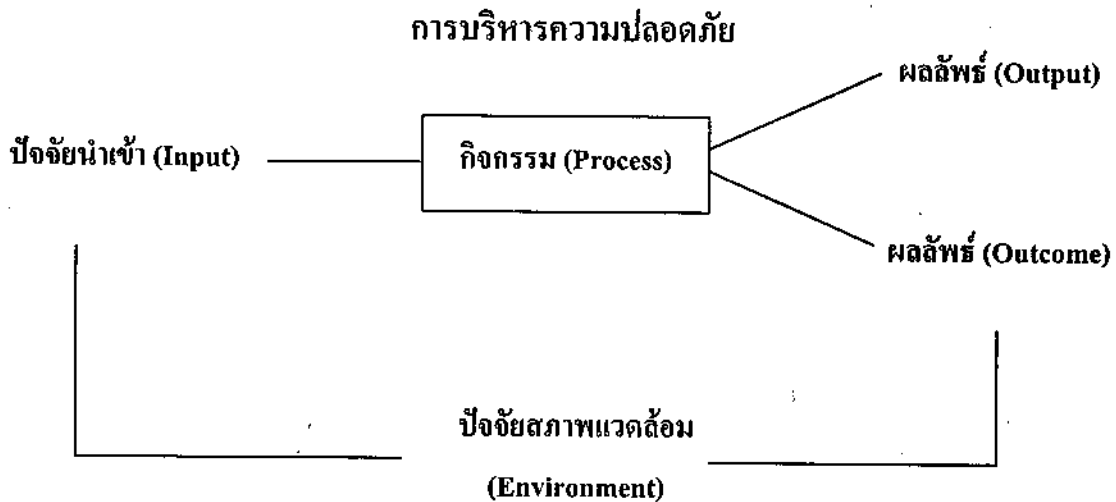 การบริหารความปลอดภัย
ผลลัพธ์ (Output)
ปัจจัยนำเข้า (Input)
กิจกรรม (Process)
ผลลัพธ์ (Outcome)
ปัจจัยสภาพแวดล้อม
(Environment)